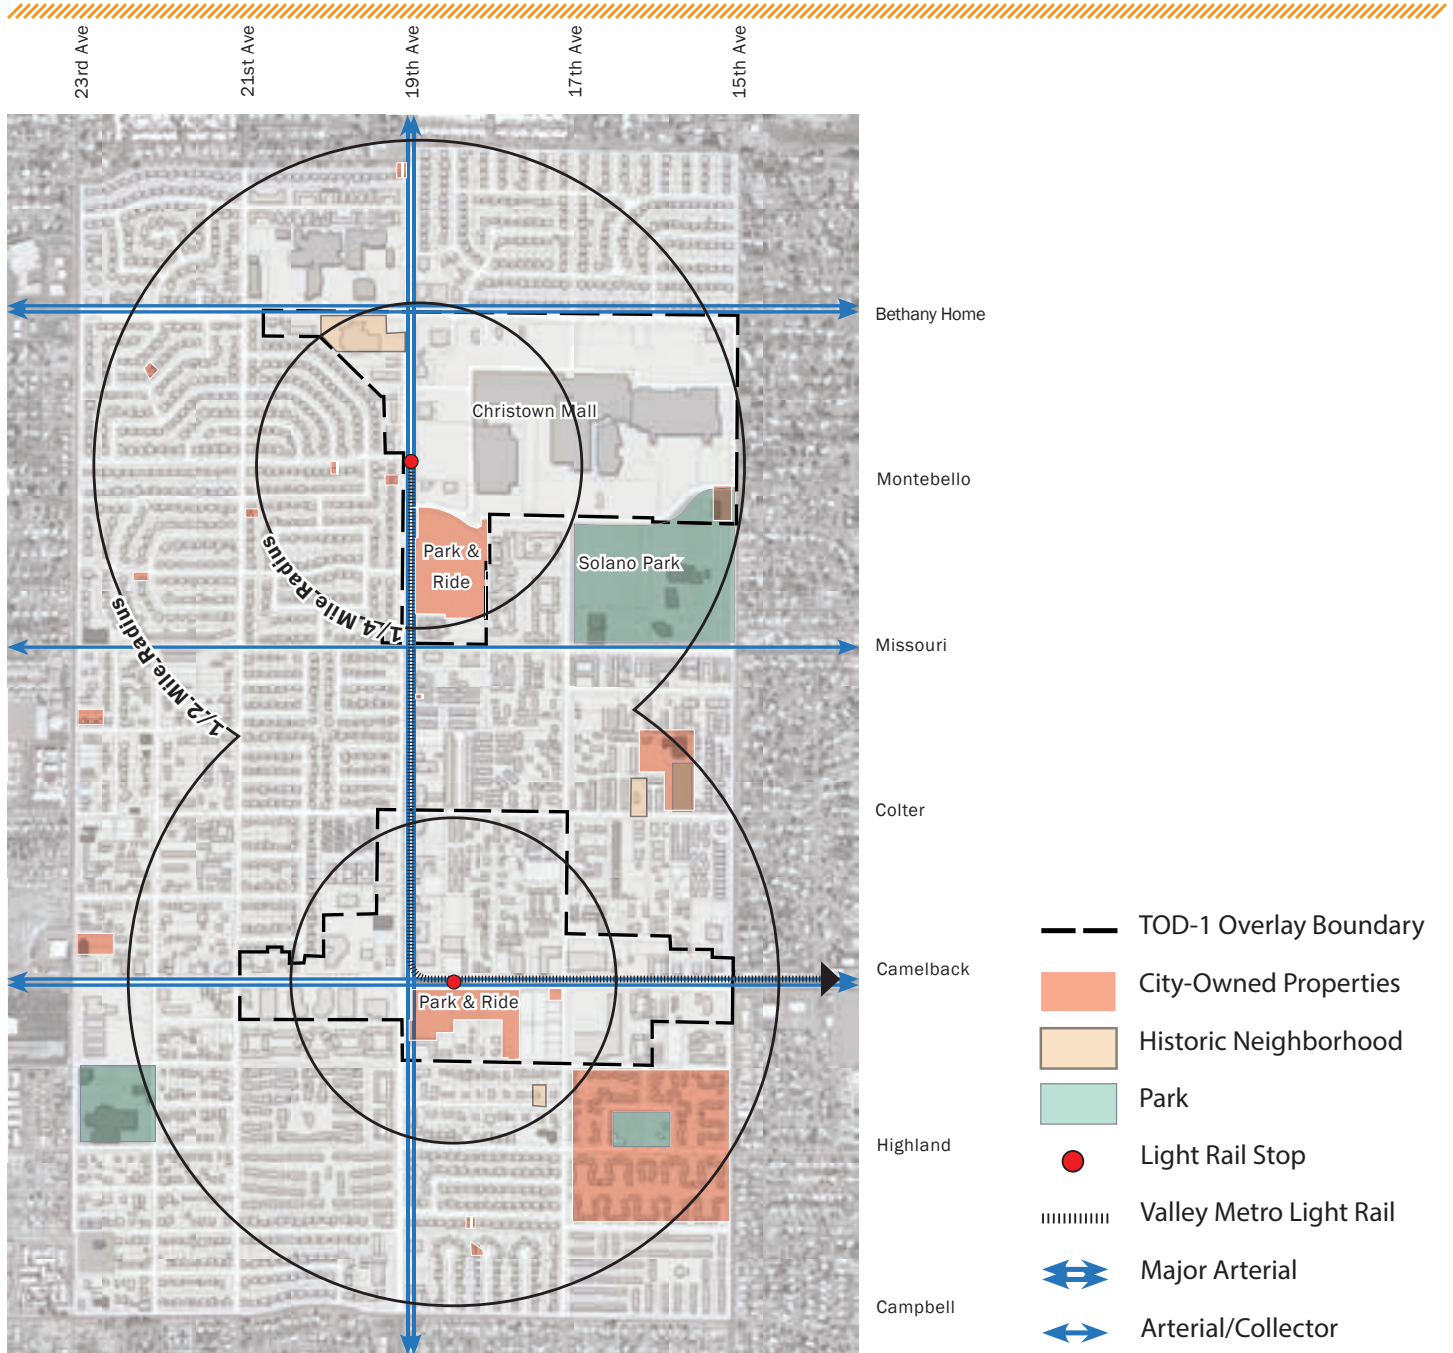 23rd Ave
21st Ave
19th Ave
17th Ave
15th Ave
Bethany Home
Christown Mall
Montebello
Park &
Ride
Solano Park
1/4 Mile Radius
1/2 Mile Radius
Missouri
Colter
Camelback
Park & Ride
Highland
Campbell
TOD-1 Overlay Boundary
City-Owned Properties
Historic Neighborhood
Park
Light Rail Stop
Valley Metro Light Rail
Major Arterial
Arterial/Collector